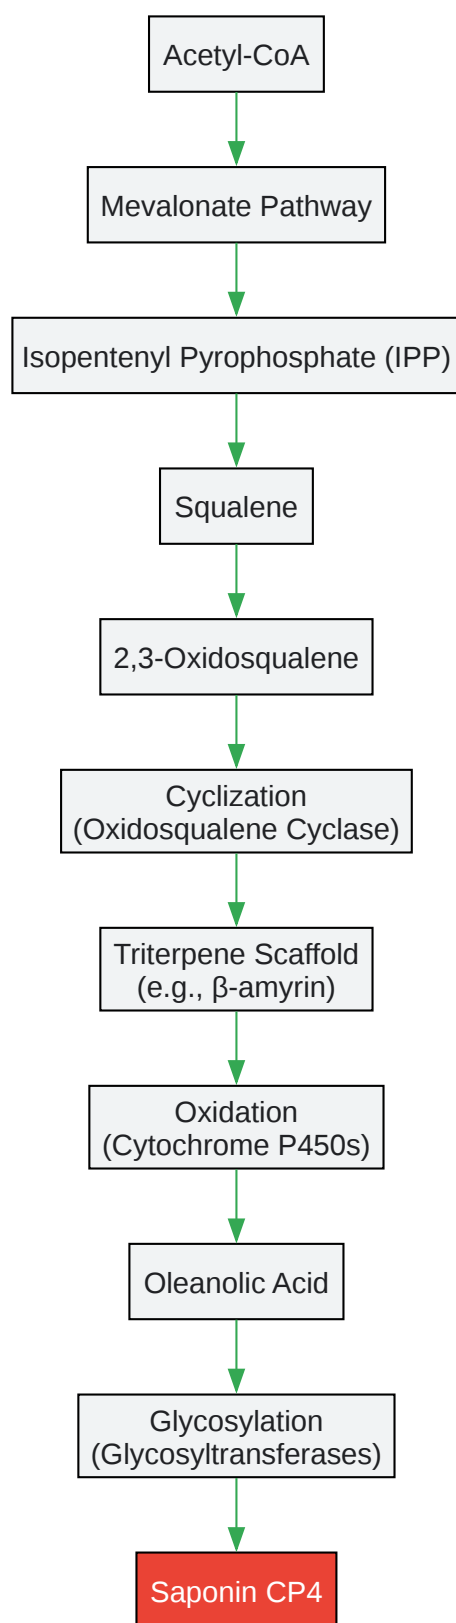 Acetyl-CoA
Mevalonate Pathway
Isopentenyl Pyrophosphate (IPP)
Squalene
2,3-Oxidosqualene
Cyclization
(Oxidosqualene Cyclase)
Triterpene Scaffold
(e.g., β-amyrin)
Oxidation
(Cytochrome P450s)
Oleanolic Acid
Glycosylation
(Glycosyltransferases)
Saponin CP4